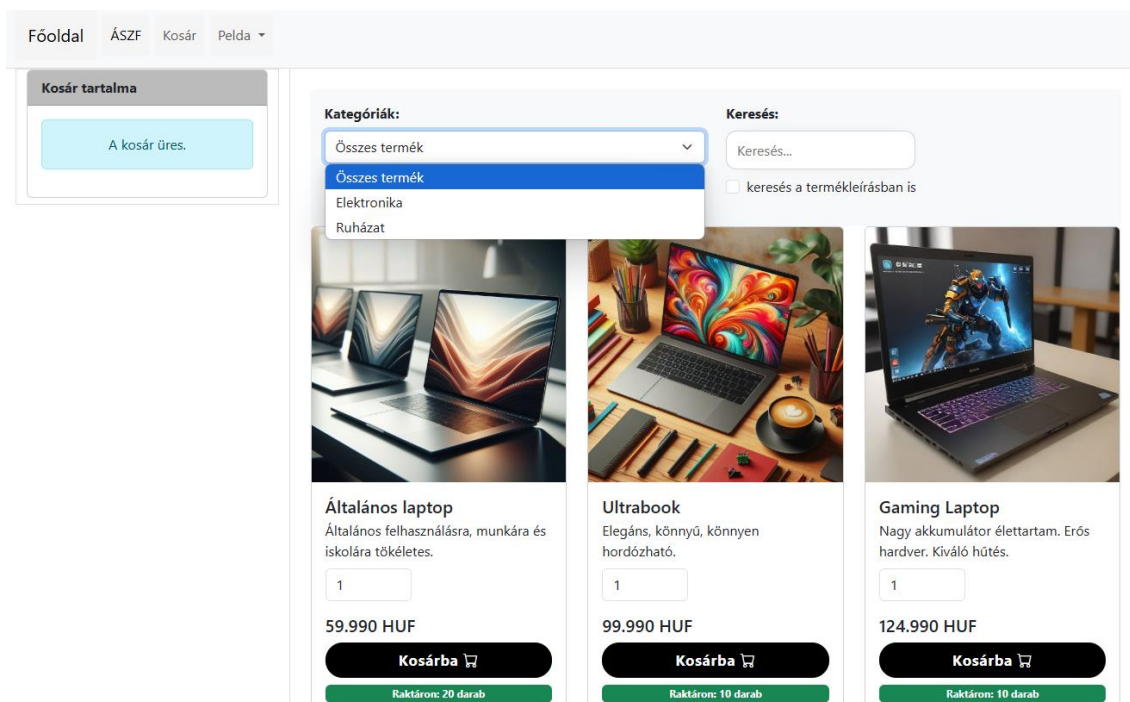 Főoldal ÁSZF Kosár Pelda
Kosár tartalma
A kosár üres.
Kategóriák:
Összes termék
Összes termék
Elektronika
Ruházat
Keresés:
Keresés...
keresés a termékleírásban is
Általános laptop
Általános felhasználásra, munkára és
iskolára tökéletes.
1
59.990 HUF
Kosárba
Raktáron: 20 darab
Ultrabook
Elegáns, könnyű, könnyen
hordózható.
1
99.990 HUF
Kosárba
Raktáron: 10 darab
Gaming Laptop
Nagy akkumulátor élettartam. Erős
hardver. Kiváló hűtés.
1
124.990 HUF
Kosárba
Raktáron: 10 darab